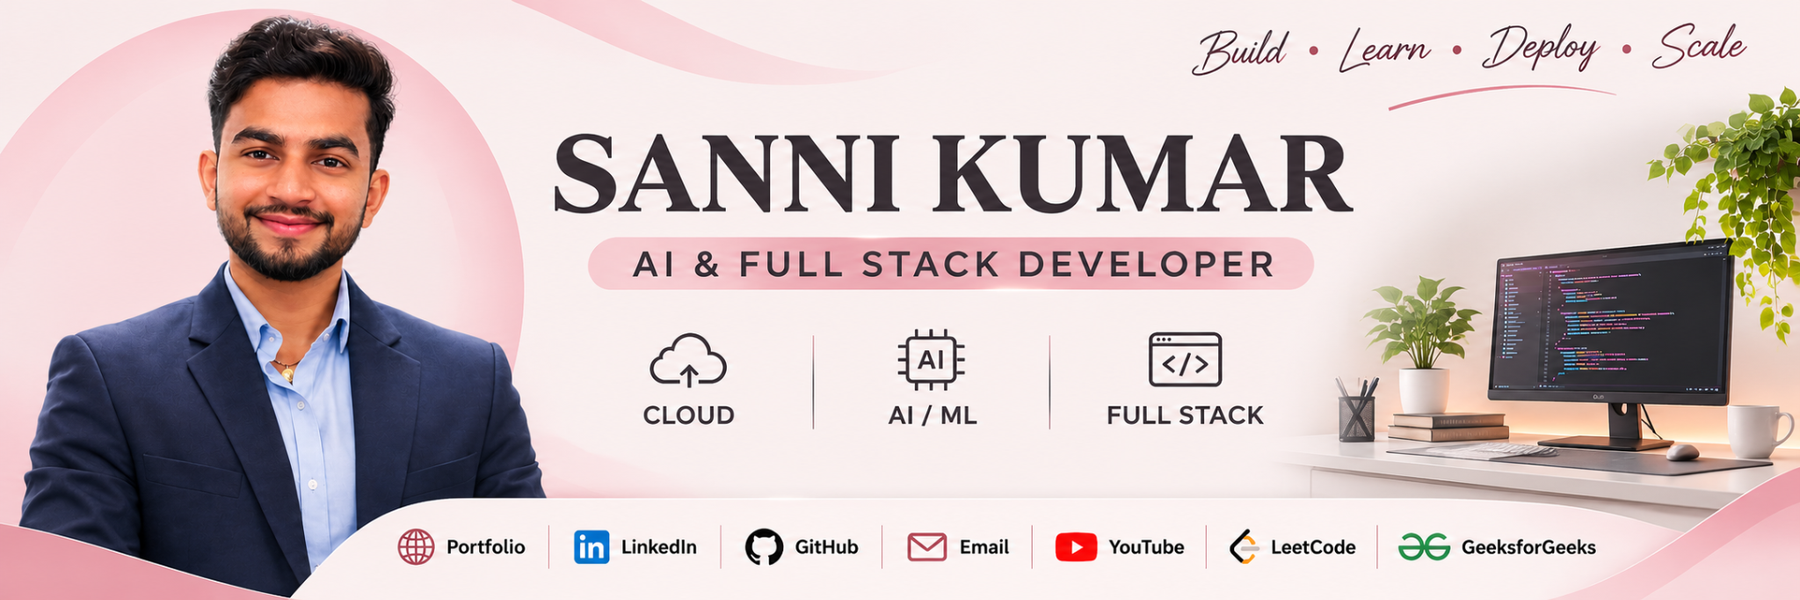 Build • Learn • Deploy • Scale
SANNI KUMAR
AI & FULL STACK DEVELOPER
AI
</>
CLOUD
AI / ML
FULL STACK
in Portfolio LinkedIn GitHub Email YouTube LeetCode GeeksforGeeks